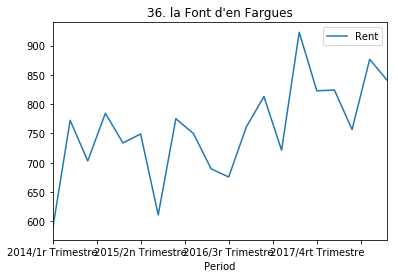 36. la Font d'en Fargues
Rent
900
850
800
750
700
650
600
2014/1r Trimestre 2015/2n Trimestre 2016/3r Trimestre 2017/4rt Trimestre
Period